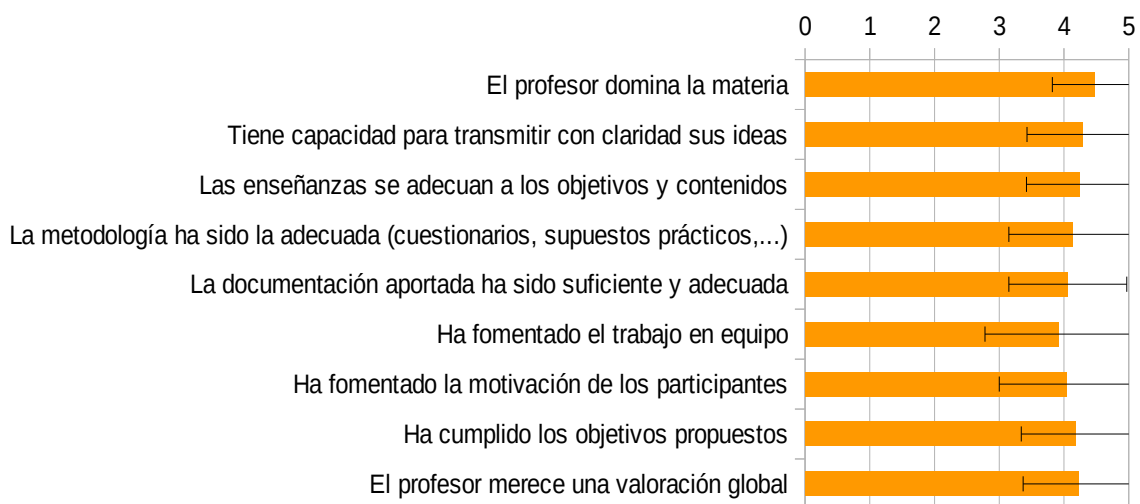 0 1 2 3 4 5
El profesor domina la materia
Tiene capacidad para transmitir con claridad sus ideas
Las enseñanzas se adecuan a los objetivos y contenidos
La metodología ha sido la adecuada (cuestionarios, supuestos prácticos,...)
La documentación aportada ha sido suficiente y adecuada
Ha fomentado el trabajo en equipo
Ha fomentado la motivación de los participantes
Ha cumplido los objetivos propuestos
El profesor merece una valoración global